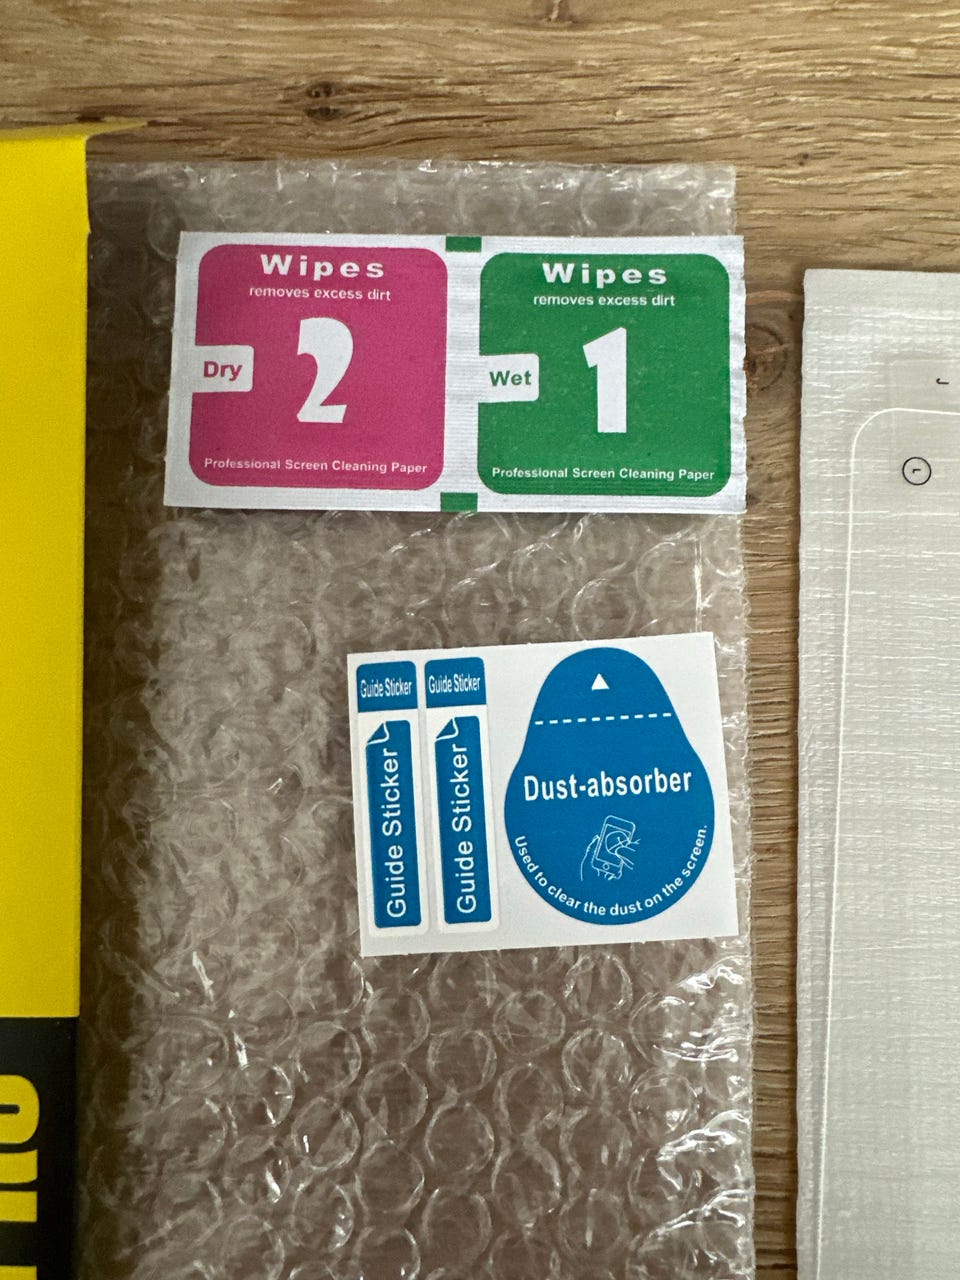 Wipes
removes excess dirt
Dry
2
Professional Screen Cleaning Paper
Wipes
removes excess dirt
Wet
1
Professional Screen Cleaning Paper
Guide Sticker
Guide Sticker
Guide Sticker
Guide Sticker
Dust-absorber
Used to clear the dust on the screen.